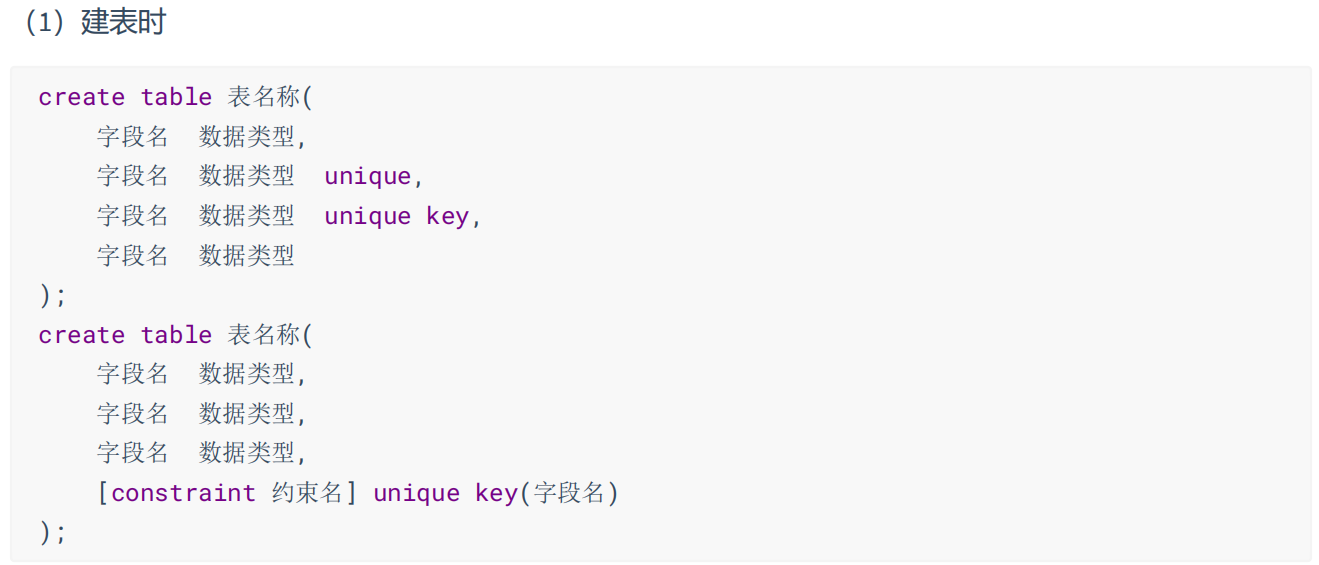 （1）建表时
create table 表名称(
字段名 数据类型,
字段名 数据类型 unique,
字段名 数据类型 unique key,
字段名 数据类型
);
create table 表名称(
字段名 数据类型,
字段名 数据类型,
字段名 数据类型,
[constraint 约束名] unique key(字段名)
);